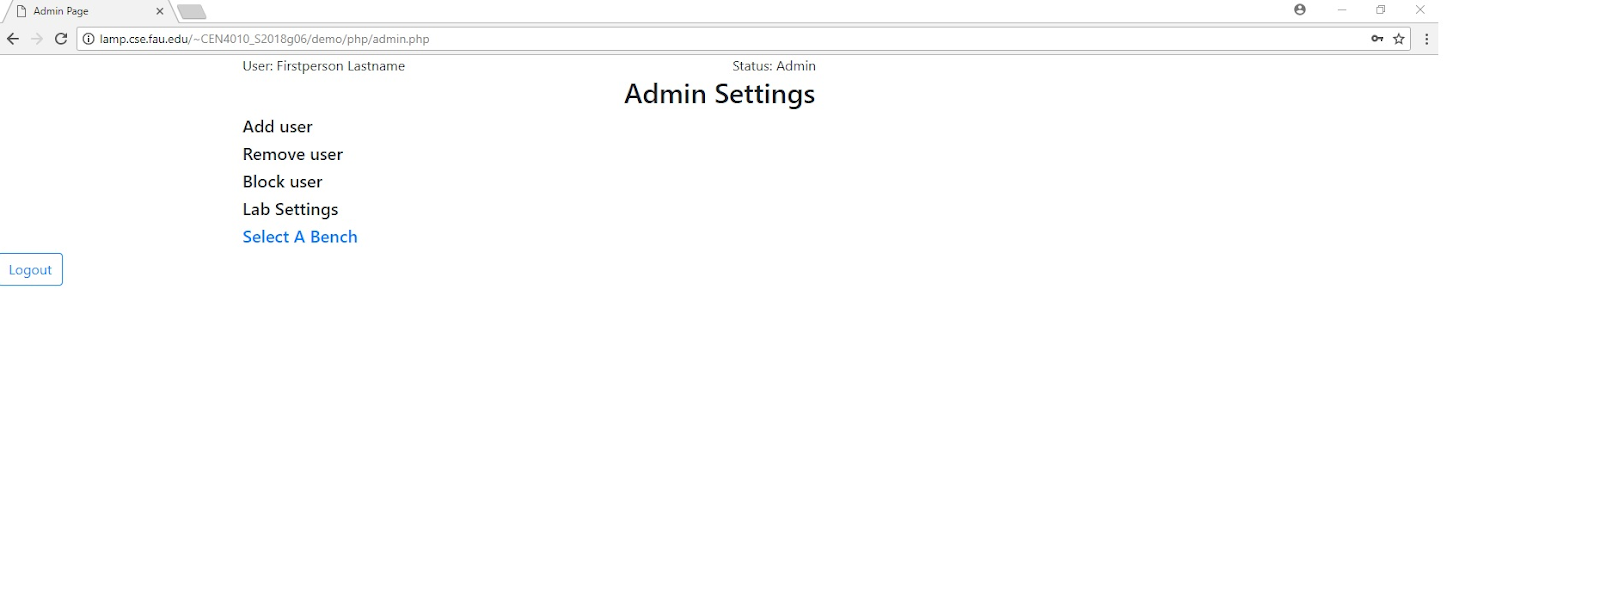 Admin Page
lamp.cse.fau.edu/~CEN4010_S2018g06/demo/php/admin.php
User: Firstperson Lastname Status: Admin
Admin Settings
Add user
Remove user
Block user
Lab Settings
Select A Bench
Logout